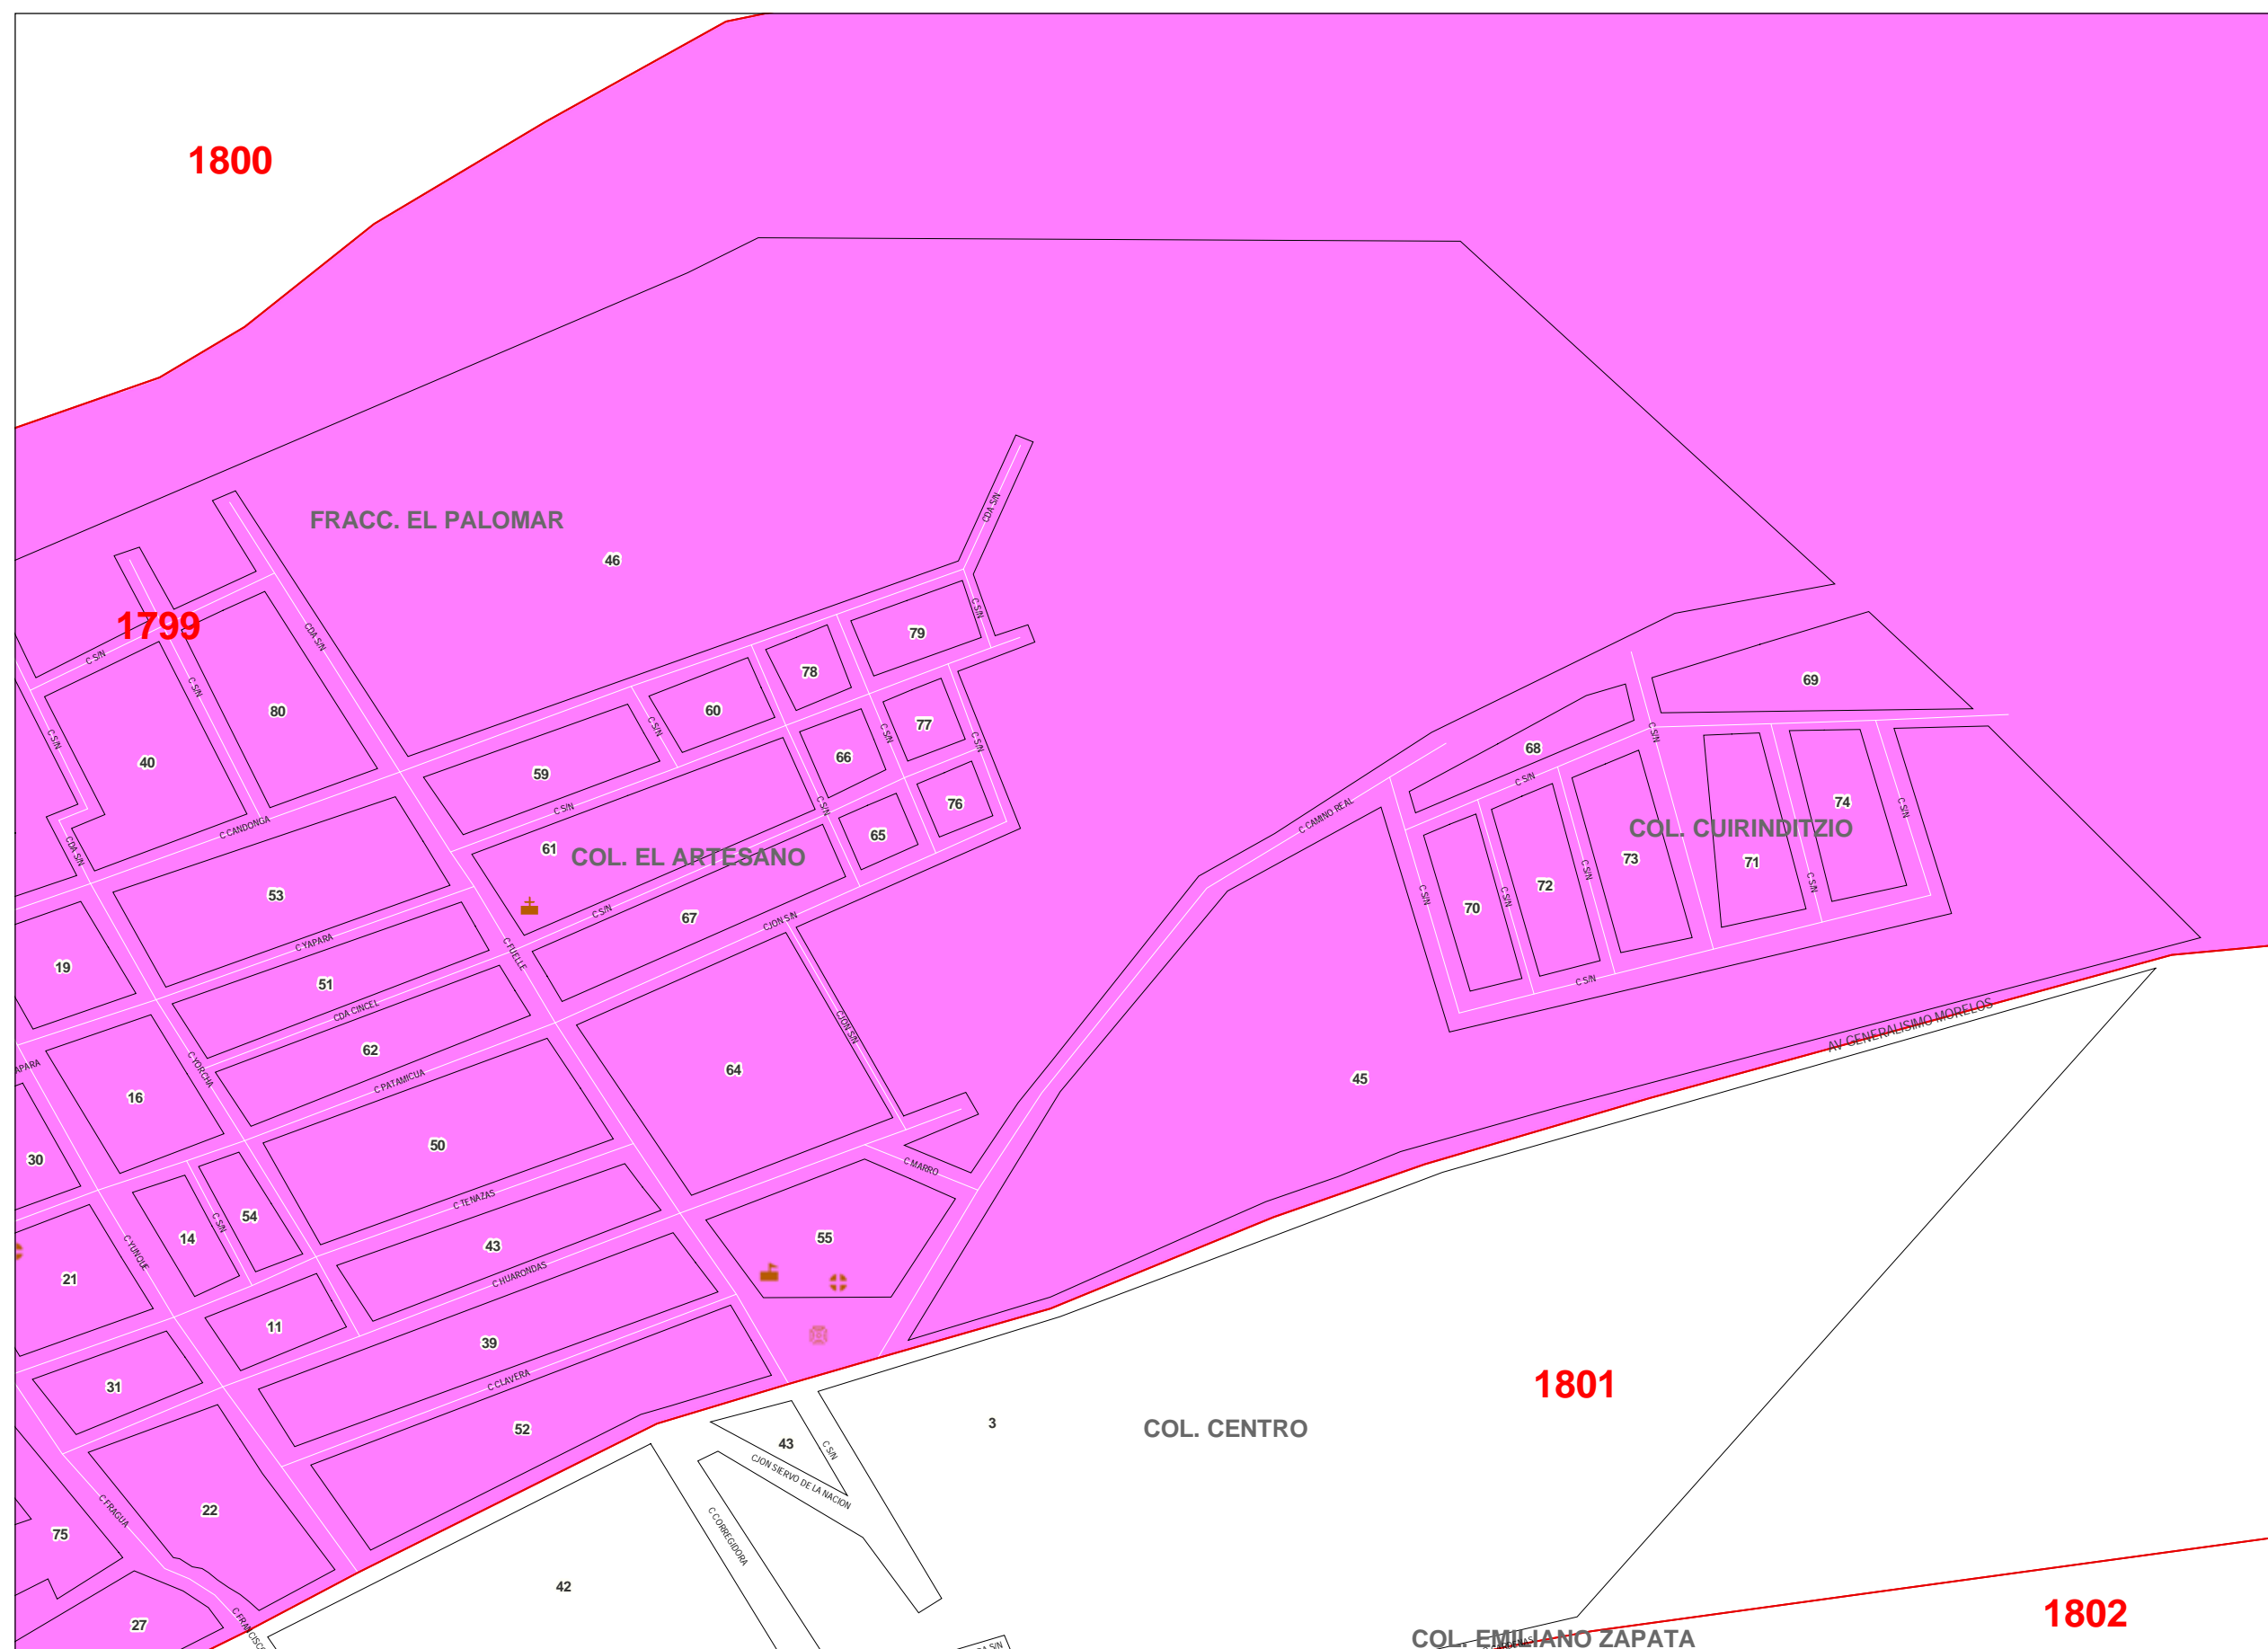 1800
FRACC. EL PALOMAR
46
CDA S/N
1799
C S/N
CDA S/N
C S/N
79
C S/N
78
69
C S/N
80
60
C S/N
77
C S/N
C S/N
C S/N
68
C S/N
40
59
66
C S/N
C S/N
76
74
C S/N
C CAMINO REAL
COL. CUIRINDITZIO
C CANDONGA
CDA S/N
61
COL. EL ARTESANO
65
73
71
C S/N
C S/N
53
C S/N
67
CJON S/N
C S/N
70
C S/N
72
C S/N
C YAPARA
C FUELLE
19
51
CDA CINCEL
CJON S/N
AV GENERALISIMO MORELOS
APARA
C YORCHA
62
C PATAMICUA
64
45
16
50
30
C MARRO
C TENAZAS
54
C S/N
14
C YUNQUE
43
55
21
C HUARONDAS
11
39
31
C CLAVERA
1801
52
3
COL. CENTRO
43
C S/N
CJON SIERVO DE LA NACION
C FRAGUA
22
C CORREGIDORA
75
42
27
C FRANCISCO
1802
COL. EMILIANO ZAPATA